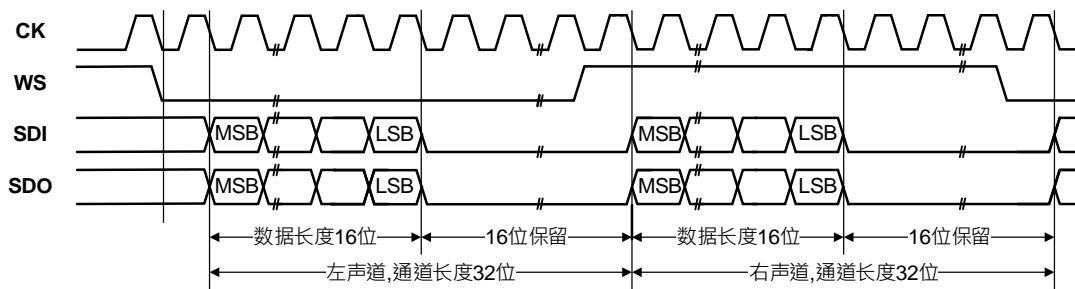 CK
WS
SDI MSB LSB MSB LSB
SDO MSB LSB MSB LSB
数据长度16位 16位保留 数据长度16位 16位保留
左声道,通道长度32位 右声道,通道长度32位